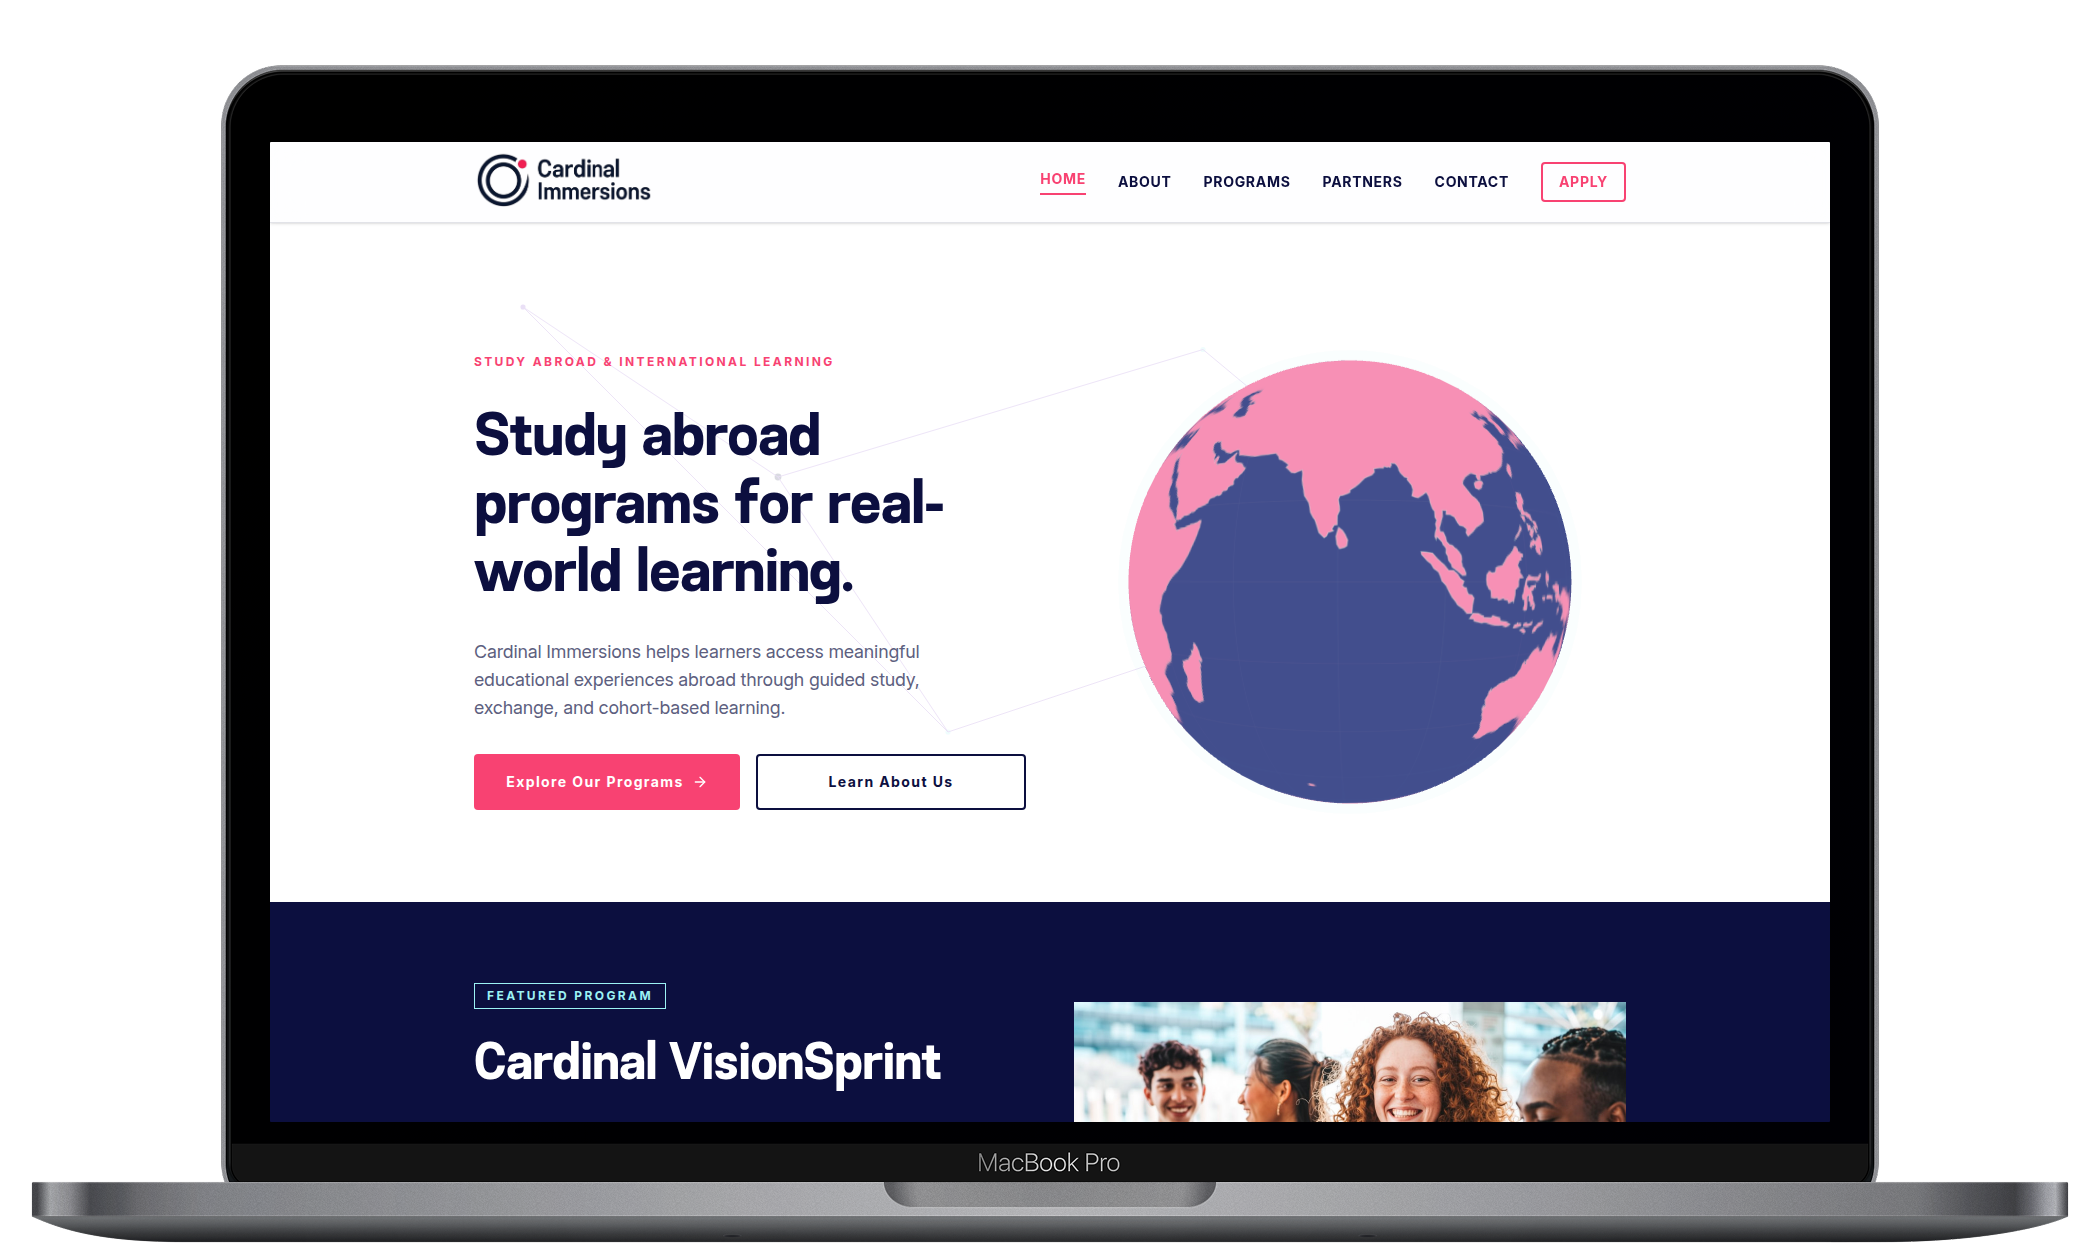 Cardinal
Immersions
HOME ABOUT PROGRAMS PARTNERS CONTACT APPLY
STUDY ABROAD & INTERNATIONAL LEARNING
Study abroad
programs for real-
world learning.
Cardinal Immersions helps learners access meaningful
educational experiences abroad through guided study,
exchange, and cohort-based learning.
Explore Our Programs → Learn About Us
FEATURED PROGRAM
Cardinal VisionSprint
MacBook Pro